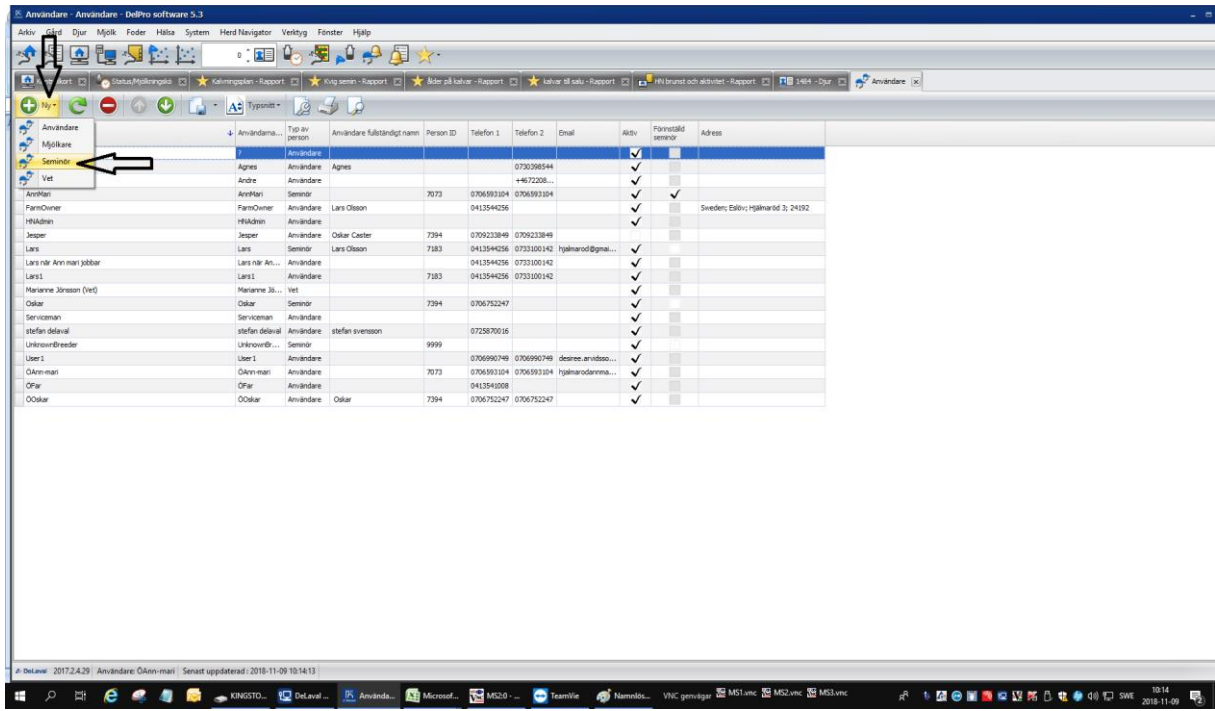 Användare - Användare - DelPro software 5.3
Arkiv Gård Djur Mjölk Foder Hälsa System Herd Navigator Verktyg Fönster Hjälp
Status/Mjölkningskö Kalvningsplan - Rapport Kvig semin - Rapport ålder på kalvar - Rapport kalvar till salu - Rapport HN brunst och aktivitet - Rapport 1484 - Djur Användare
Ny Typsnitt
Användare
Mjölkare
Seminör
Vet
Användarna... Typ av person Användare fullständigt namn Person ID Telefon 1 Telefon 2 Email Aktiv Förinställd seminör Adress
? Användare
Agnes Användare Agnes 0730398544
Andre Användare +4672208...
AnnMari AnnMari Seminör 7073 0706593104 0706593104
FarmOwner FarmOwner Användare Lars Olsson 0413544256 Sweden; Eslöv; Hjälmaröd 3; 24192
HNAdmin HNAdmin Användare
Jesper Jesper Användare Oskar Caster 7394 0709233849 0709233849
Lars Lars Seminör Lars Olsson 7183 0413544256 0733100142 hjalmarod@gmai...
Lars när Ann mari jobbar Lars när An... Användare 0413544256 0733100142
Lars1 Lars1 Användare 7183 0413544256 0733100142
Marianne Jönsson (Vet) Marianne Jö... Vet
Oskar Oskar Seminör 7394 0706752247
Serviceman Serviceman Användare
stefan delaval stefan delaval Användare stefan svensson 0725870016
UnknownBreeder UnknownBr... Seminör 9999
User1 User1 Användare 0706990749 0706990749 desiree.arvidsso...
ÖAnn-mari ÖAnn-mari Användare 7073 0706593104 0706593104 hjalmarodannma...
ÖFar ÖFar Användare 0413541008
ÖOskar ÖOskar Användare Oskar 7394 0706752247 0706752247
DeLaval 2017.2.4.29 Användare: ÖAnn-mari Senast uppdaterad : 2018-11-09 10:14:13
KINGSTO... DeLaval ... Använda... Microsof... MS2:0 - ... TeamVie Namnlös... VNC genvägar MS1.vnc MS2.vnc MS3.vnc SWE 10:14
2018-11-09